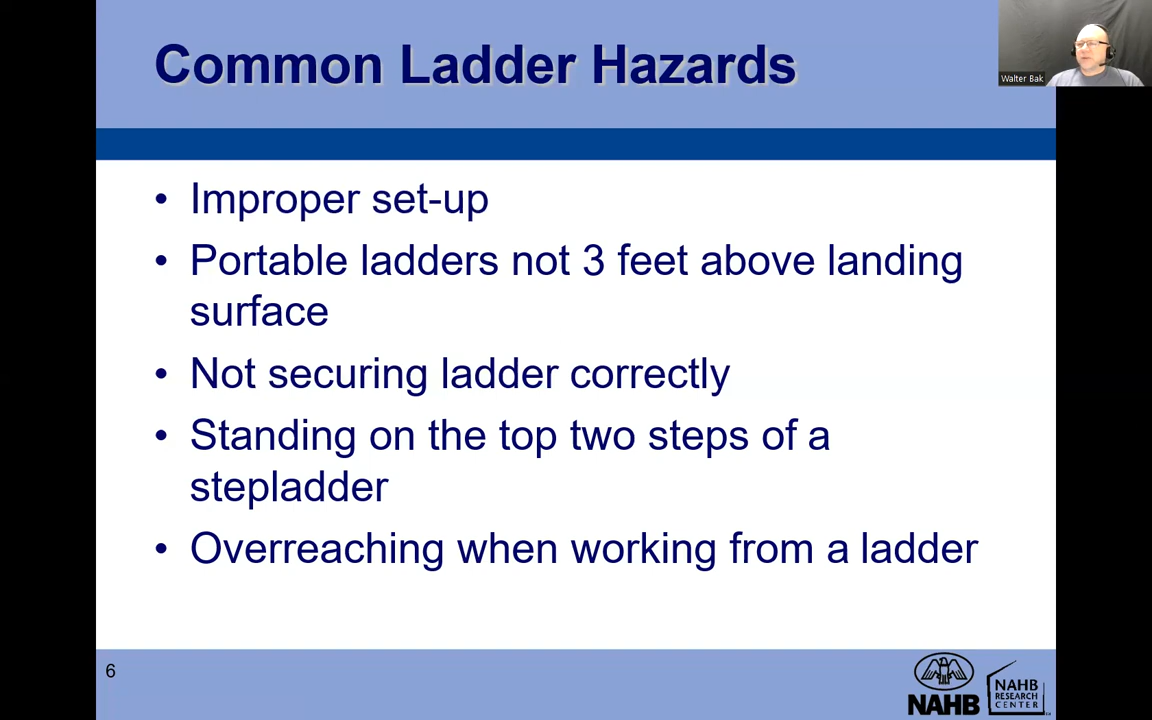 Common Ladder Hazards
Walter Bak
• Improper set-up
• Portable ladders not 3 feet above landing
surface
• Not securing ladder correctly
• Standing on the top two steps of a
stepladder
• Overreaching when working from a ladder
6
NAHB
NAHB
RESEARCH
CENTER